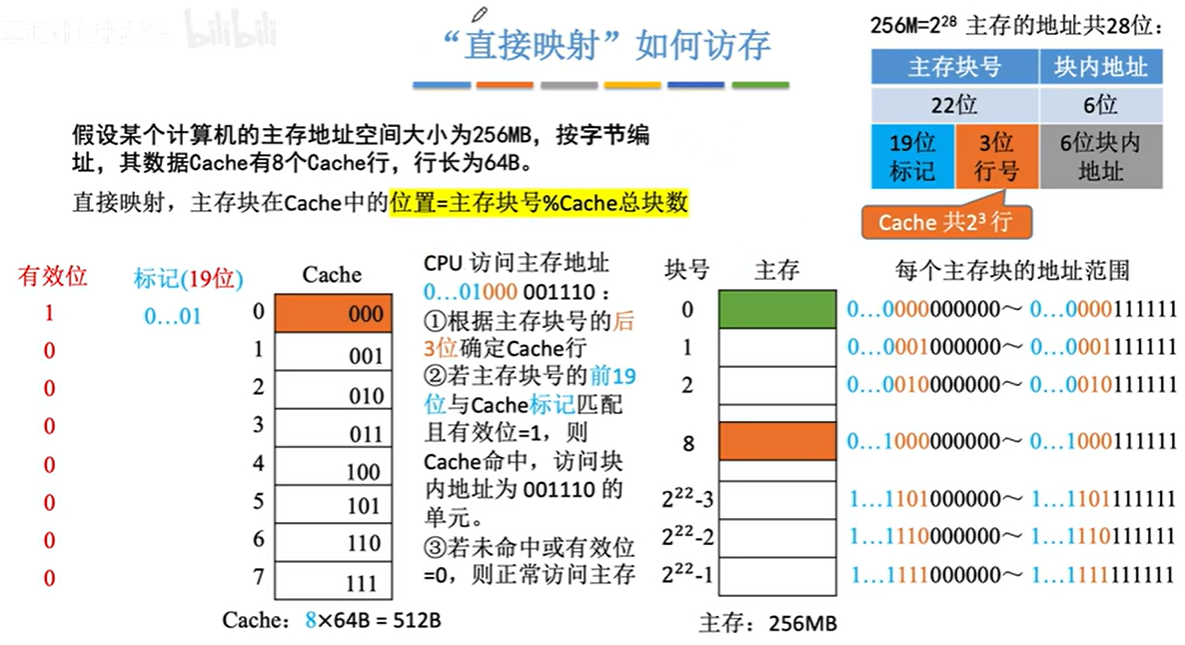 bilibili
“直接映射”如何访存
256M=2²⁸ 主存的地址共28位：
主存块号 块内地址
22位 6位
19位标记 3位行号 6位块内地址
Cache 共2³ 行
假设某个计算机的主存地址空间大小为256MB，按字节编
址，其数据Cache有8个Cache行，行长为64B。
直接映射，主存块在Cache中的位置=主存块号%Cache总块数
有效位 标记(19位) Cache
1 0…01 0 000
0 1 001
0 2 010
0 3 011
0 4 100
0 5 101
0 6 110
0 7 111
Cache：8×64B = 512B
CPU 访问主存地址
0…01000 001110：
①根据主存块号的后
3位确定Cache行
②若主存块号的前19
位与Cache标记匹配
且有效位=1，则
Cache命中，访问块
内地址为 001110 的
单元。
③若未命中或有效位
=0，则正常访问主存
块号 主存 每个主存块的地址范围
0 0…0000000000～ 0…0000111111
1 0…0001000000～ 0…0001111111
2 0…0010000000～ 0…0010111111
8 0…1000000000～ 0…1000111111
2²²-3 1…1101000000～ 1…1101111111
2²²-2 1…1110000000～ 1…1110111111
2²²-1 1…1111000000～ 1…1111111111
主存：256MB